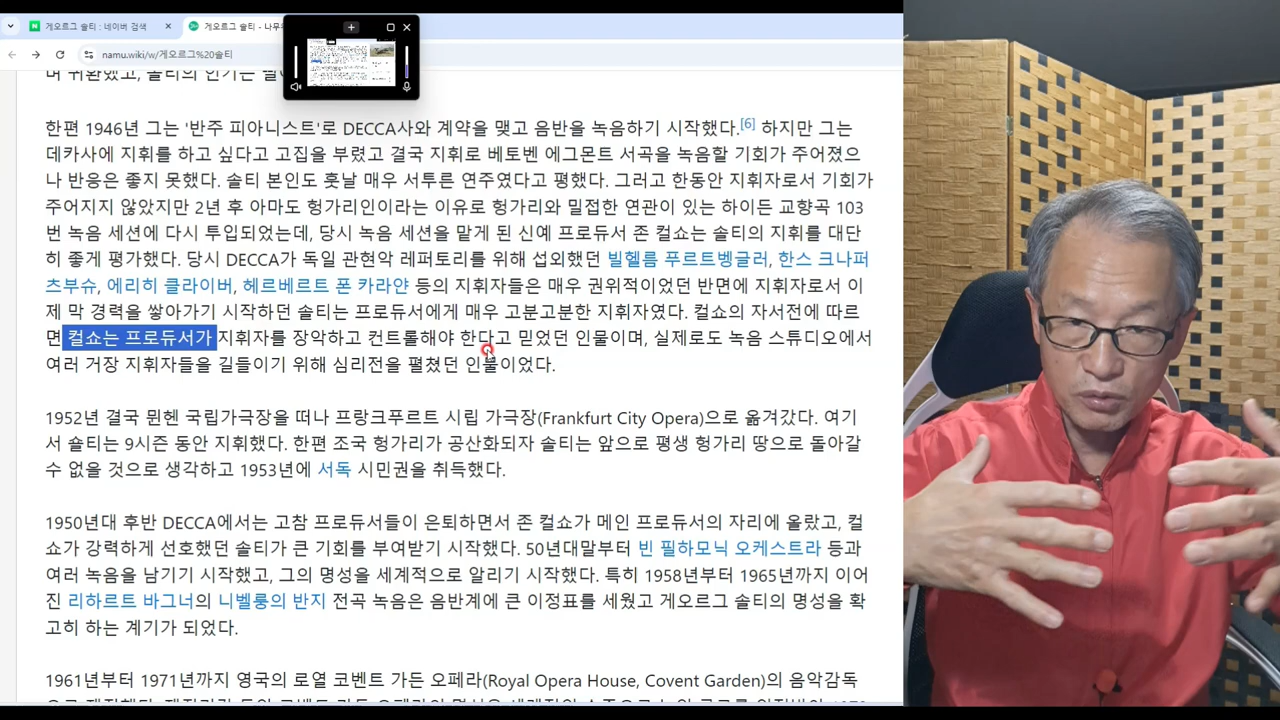 게오르그 솔티 : 네이버 검색
게오르그 솔티 - 나무
namu.wiki/w/게오르그%20솔티
한편 1946년 그는 '반주 피아니스트'로 DECCA사와 계약을 맺고 음반을 녹음하기 시작했다.[6] 하지만 그는
데카사에 지휘를 하고 싶다고 고집을 부렸고 결국 지휘로 베토벤 에그몬트 서곡을 녹음할 기회가 주어졌으
나 반응은 좋지 못했다. 솔티 본인도 훗날 매우 서투른 연주였다고 평했다. 그러고 한동안 지휘자로서 기회가
주어지지 않았지만 2년 후 아마도 헝가리인이라는 이유로 헝가리와 밀접한 연관이 있는 하이든 교향곡 103
번 녹음 세션에 다시 투입되었는데, 당시 녹음 세션을 맡게 된 신예 프로듀서 존 컬쇼는 솔티의 지휘를 대단
히 좋게 평가했다. 당시 DECCA가 독일 관현악 레퍼토리를 위해 섭외했던 빌헬름 푸르트벵글러, 한스 크나퍼
츠부슈, 에리히 클라이버, 헤르베르트 폰 카라얀 등의 지휘자들은 매우 권위적이었던 반면에 지휘자로서 이
제 막 경력을 쌓아가기 시작하던 솔티는 프로듀서에게 매우 고분고분한 지휘자였다. 컬쇼의 자서전에 따르
면 컬쇼는 프로듀서가 지휘자를 장악하고 컨트롤해야 한다고 믿었던 인물이며, 실제로도 녹음 스튜디오에서
여러 거장 지휘자들을 길들이기 위해 심리전을 펼쳤던 인물이었다.
1952년 결국 뮌헨 국립가극장을 떠나 프랑크푸르트 시립 가극장(Frankfurt City Opera)으로 옮겨갔다. 여기
서 숄티는 9시즌 동안 지휘했다. 한편 조국 헝가리가 공산화되자 솔티는 앞으로 평생 헝가리 땅으로 돌아갈
수 없을 것으로 생각하고 1953년에 서독 시민권을 취득했다.
1950년대 후반 DECCA에서는 고참 프로듀서들이 은퇴하면서 존 컬쇼가 메인 프로듀서의 자리에 올랐고, 컬
쇼가 강력하게 선호했던 솔티가 큰 기회를 부여받기 시작했다. 50년대말부터 빈 필하모닉 오케스트라 등과
여러 녹음을 남기기 시작했고, 그의 명성을 세계적으로 알리기 시작했다. 특히 1958년부터 1965년까지 이어
진 리하르트 바그너의 니벨룽의 반지 전곡 녹음은 음반계에 큰 이정표를 세웠고 게오르그 솔티의 명성을 확
고히 하는 계기가 되었다.
1961년부터 1971년까지 영국의 로열 코벤트 가든 오페라(Royal Opera House, Covent Garden)의 음악감독